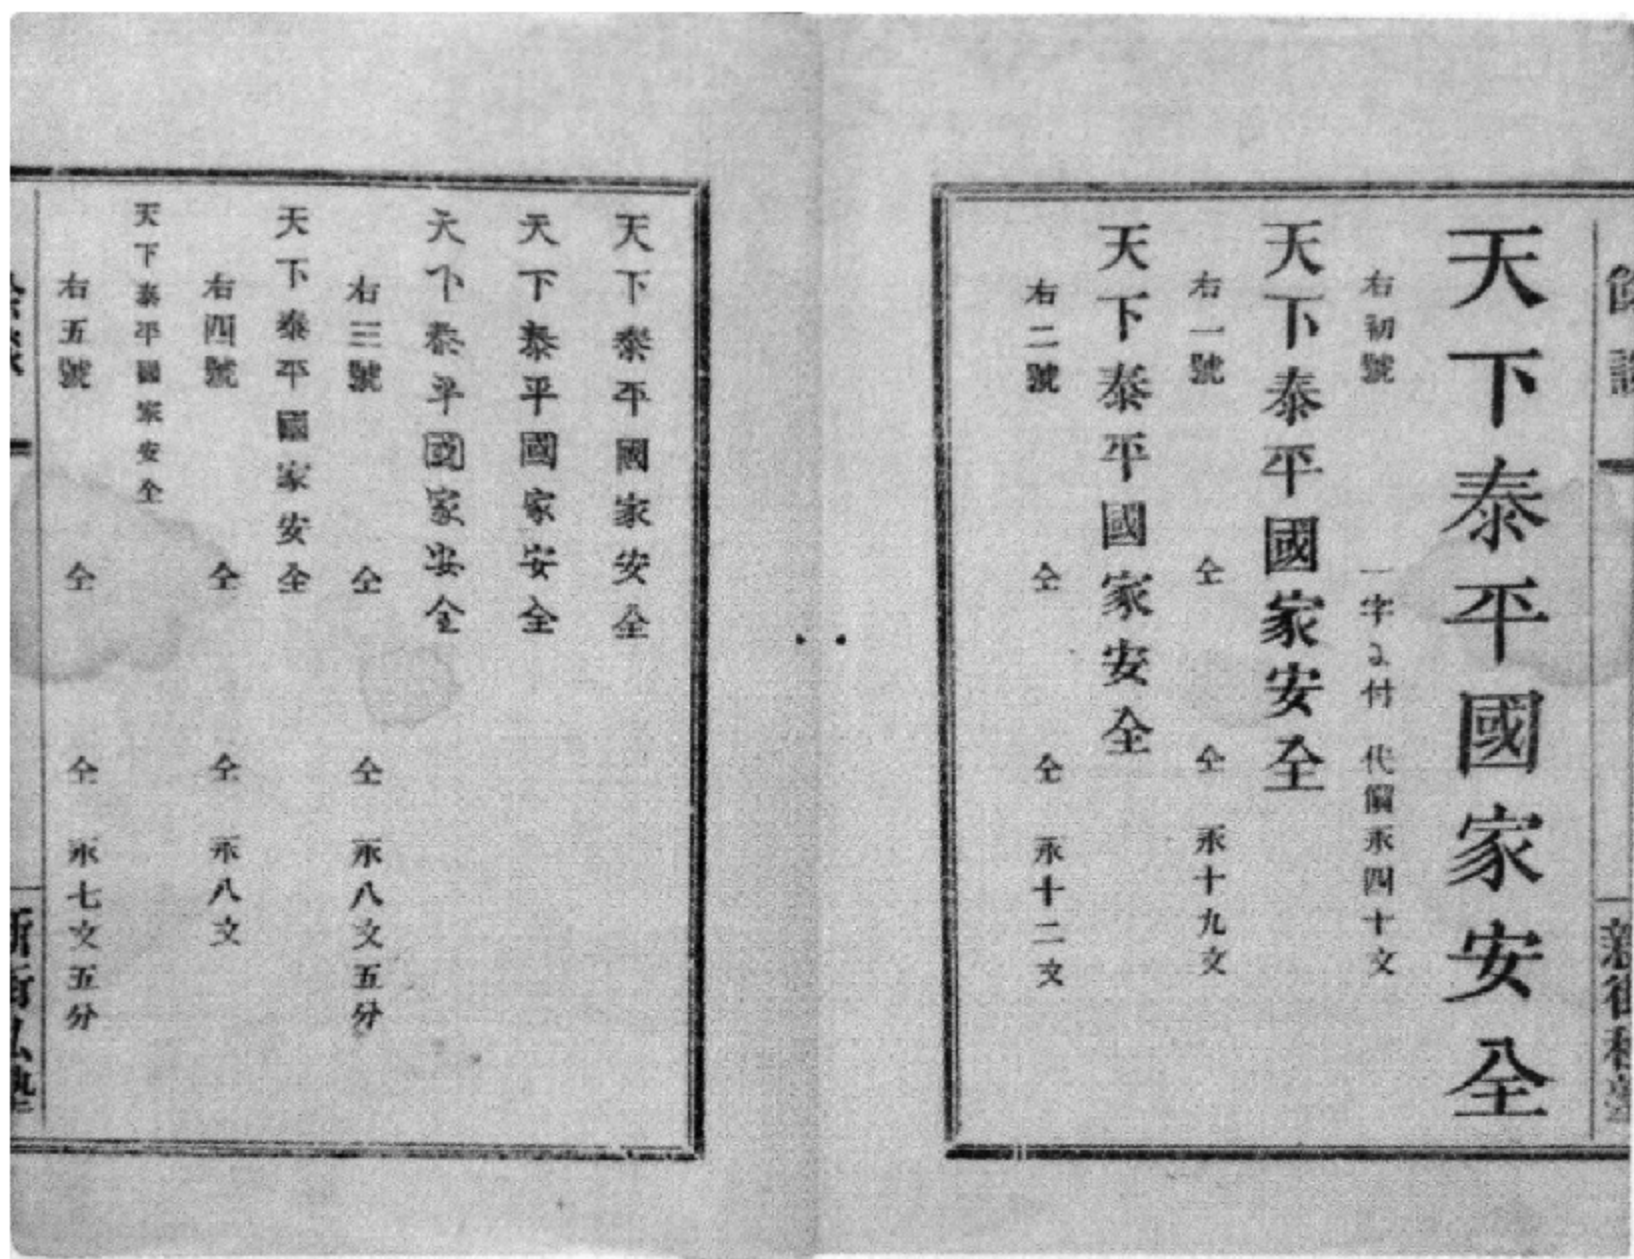 天下泰平國家安全
右初號 一字ニ付 代價永四十文
天下泰平國家安全
右一號 仝 仝 永十九文
天下泰平國家安全
右二號 仝 仝 永十二文
天下泰平國家安全
天下泰平國家安全
天下泰平國家安全
右三號 仝 仝 永八文五分
天下泰平國家安全
右四號 仝 仝 永八文
天下泰平國家安全
右五號 仝 仝 永七文五分